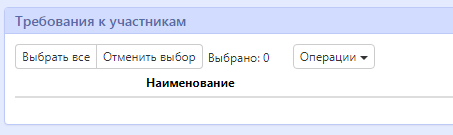 Требования к участникам
Выбрать все Отменить выбор Выбрано: 0 Операции
Наименование